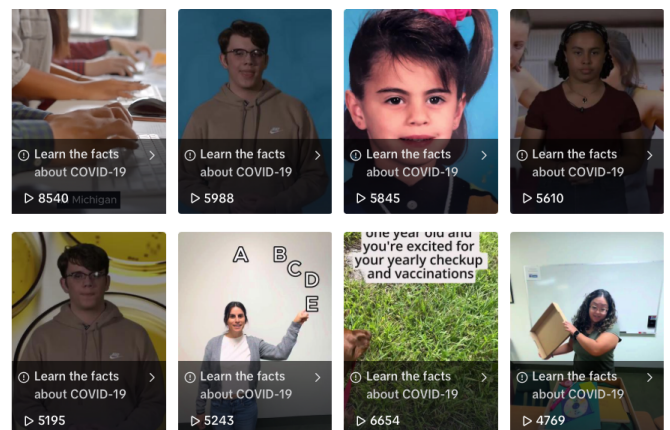 Learn the facts
about COVID-19
8540 Michigan
Learn the facts
about COVID-19
5988
Learn the facts
about COVID-19
5845
Learn the facts
about COVID-19
5610
Learn the facts
about COVID-19
5195
A B C D E
Learn the facts
about COVID-19
5243
one year old and
you're excited for
your yearly checkup
and vaccinations
Learn the facts
about COVID-19
6654
Learn the facts
about COVID-19
4769